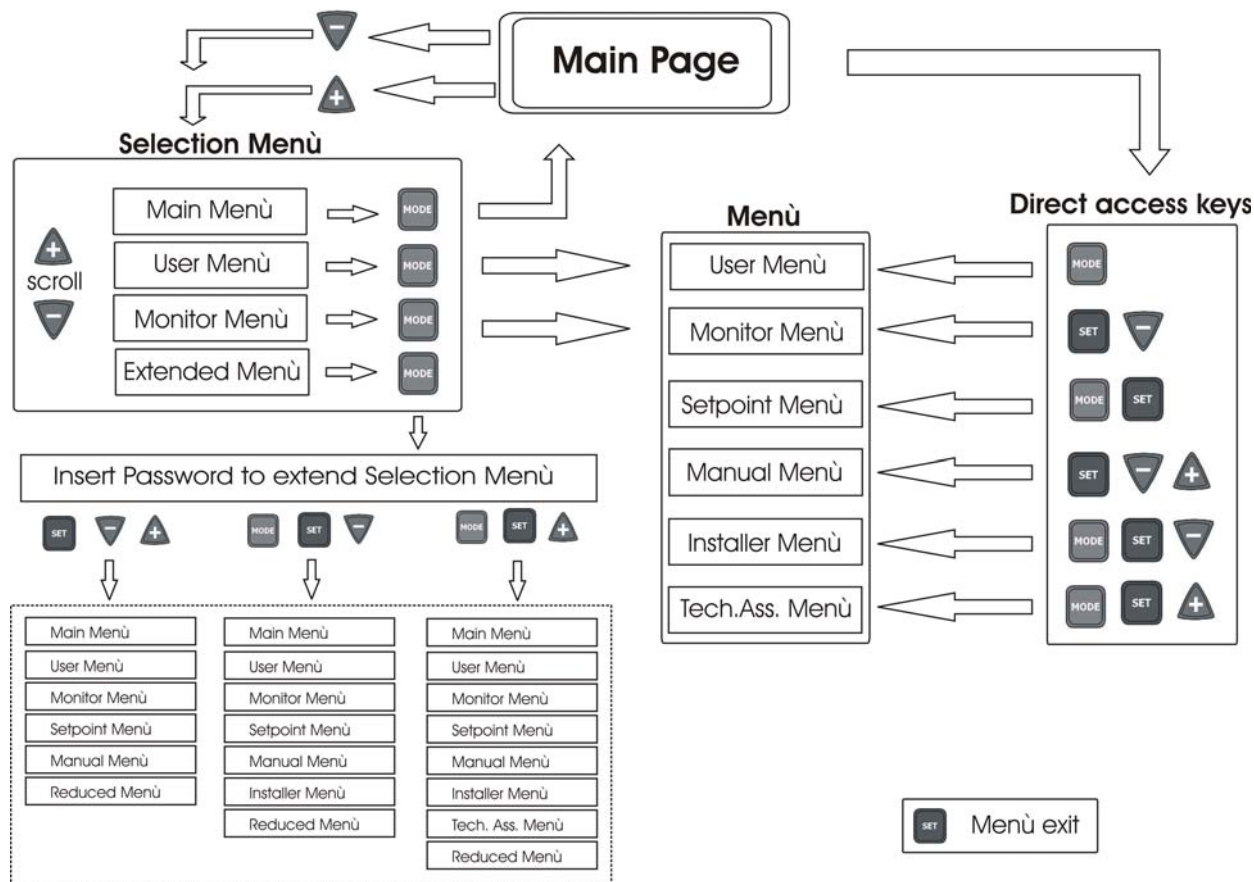 Main Page
Selection Menù
scroll
Main Menù
MODE
User Menù
MODE
Monitor Menù
MODE
Extended Menù
MODE
Insert Password to extend Selection Menù
SET
MODE SET
MODE SET
Main Menù
User Menù
Monitor Menù
Setpoint Menù
Manual Menù
Reduced Menù
Main Menù
User Menù
Monitor Menù
Setpoint Menù
Manual Menù
Installer Menù
Reduced Menù
Main Menù
User Menù
Monitor Menù
Setpoint Menù
Manual Menù
Installer Menù
Tech. Ass. Menù
Reduced Menù
Menù
User Menù
Monitor Menù
Setpoint Menù
Manual Menù
Installer Menù
Tech.Ass. Menù
Direct access keys
MODE
SET
MODE SET
SET
MODE SET
MODE SET
SET Menù exit